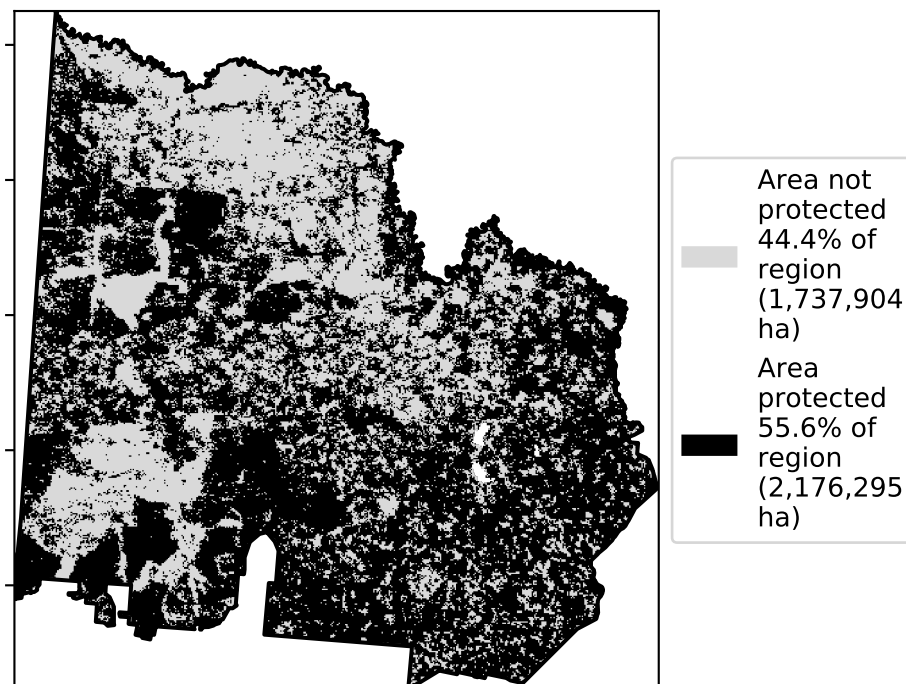 Area not
protected
44.4% of
region
(1,737,904
ha)
Area
protected
55.6% of
region
(2,176,295
ha)